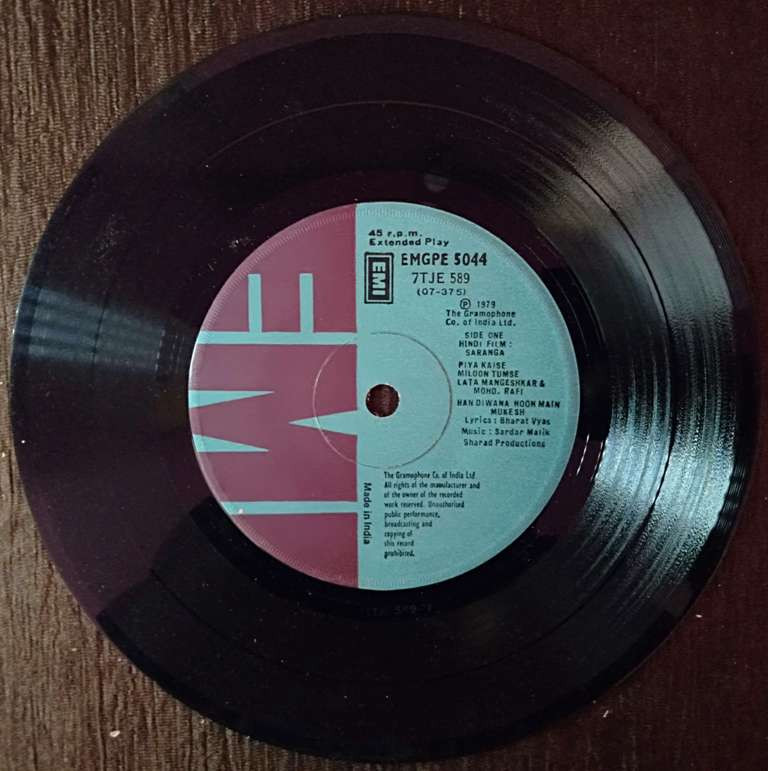 45 r.p.m.
Extended Play
EMI
EMGPE 5044
7TJE 589
(07-375)
Ⓟ 1979
The Gramophone
Co. of India Ltd.
SIDE ONE
HINDI FILM :
SARANGA
PIYA KAISE
MILOON TUMSE
LATA MANGESHKAR &
MOHD. RAFI
HAN DIWANA HOON MAIN
MUKESH
Lyrics : Bharat Vyas
Music : Sardar Malik
Sharad Productions
The Gramophone Co. of India Ltd
All rights of the manufacturer and
of the owner of the recorded
work reserved. Unauthorised
public performance,
broadcasting and
copying of
this record
prohibited.
Made in India
EMI